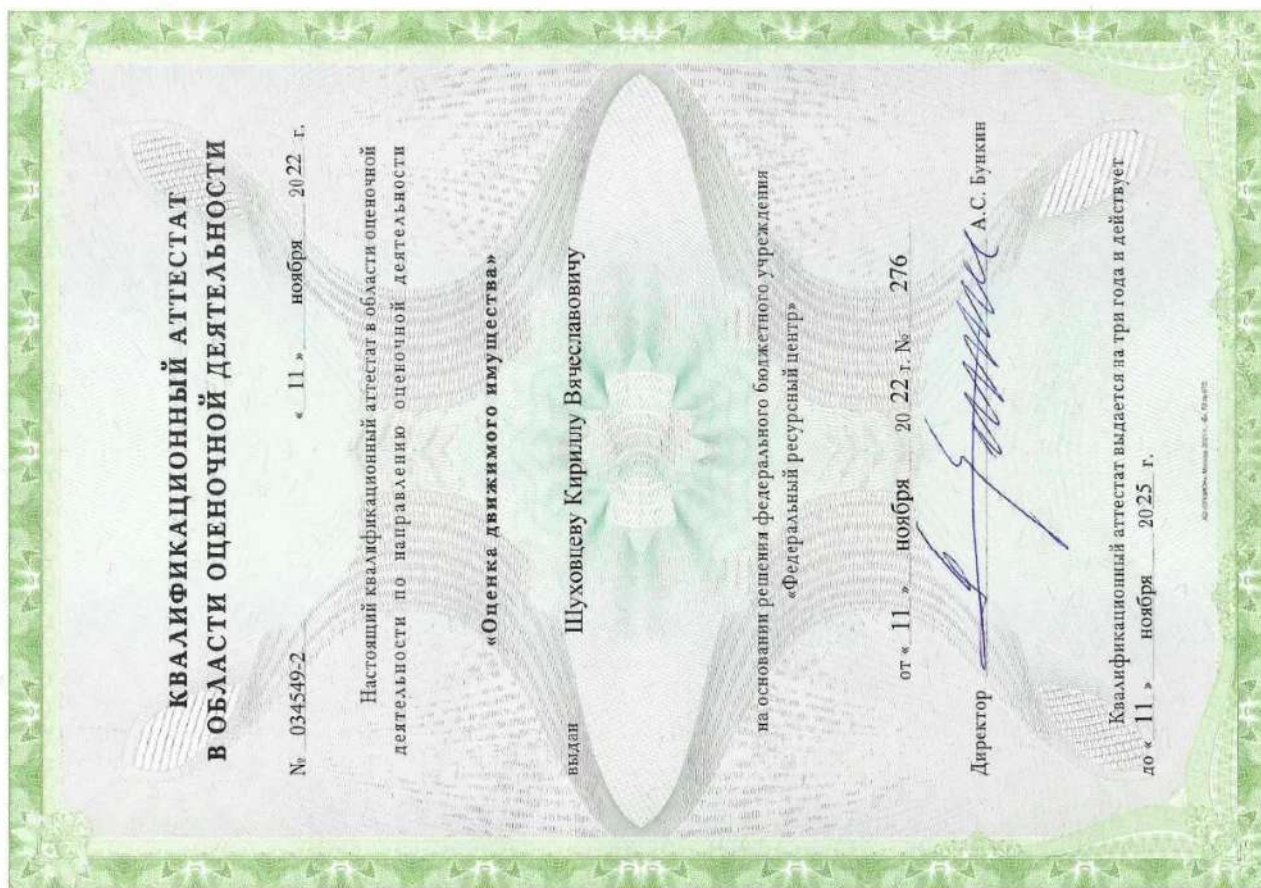 КВАЛИФИКАЦИОННЫЙ АТТЕСТАТ
В ОБЛАСТИ ОЦЕНОЧНОЙ ДЕЯТЕЛЬНОСТИ
№ 034549-2 « 11 » ноября 2022 г.
Настоящий квалификационный аттестат в области оценочной
деятельности по направлению оценочной деятельности
«Оценка движимого имущества»
выдан Шуховцеву Кириллу Вячеславовичу
на основании решения федерального бюджетного учреждения
«Федеральный ресурсный центр»
от « 11 » ноября 20 22 г. № 276
Директор А.С. Бункин
Квалификационный аттестат выдается на три года и действует
до « 11 » ноября 2025 г.